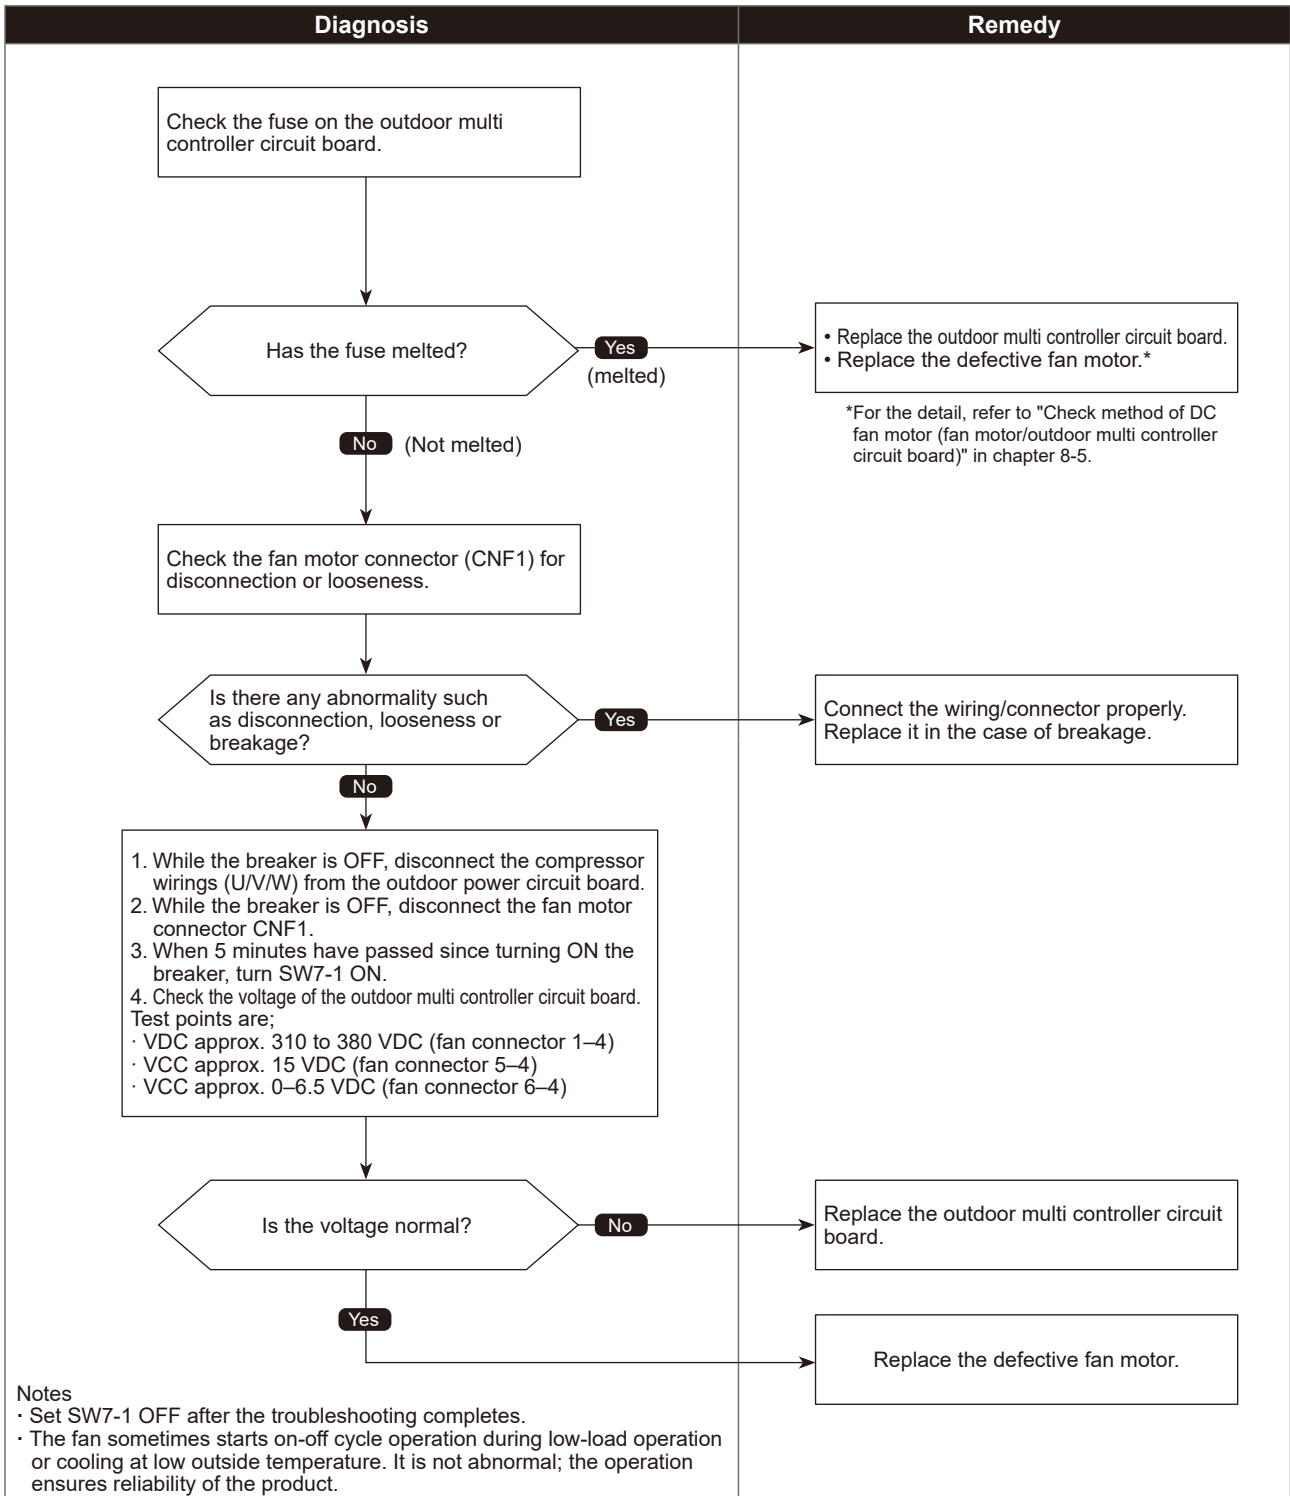 Diagnosis
Remedy
Check the fuse on the outdoor multi
controller circuit board.
Has the fuse melted?
Yes
(melted)
• Replace the outdoor multi controller circuit board.
• Replace the defective fan motor.*
*For the detail, refer to "Check method of DC
fan motor (fan motor/outdoor multi controller
circuit board)" in chapter 8-5.
No (Not melted)
Check the fan motor connector (CNF1) for
disconnection or looseness.
Is there any abnormality such
as disconnection, looseness or
breakage?
Yes
Connect the wiring/connector properly.
Replace it in the case of breakage.
No
1. While the breaker is OFF, disconnect the compressor
wirings (U/V/W) from the outdoor power circuit board.
2. While the breaker is OFF, disconnect the fan motor
connector CNF1.
3. When 5 minutes have passed since turning ON the
breaker, turn SW7-1 ON.
4. Check the voltage of the outdoor multi controller circuit board.
Test points are;
· VDC approx. 310 to 380 VDC (fan connector 1–4)
· VCC approx. 15 VDC (fan connector 5–4)
· VCC approx. 0–6.5 VDC (fan connector 6–4)
Is the voltage normal?
No
Replace the outdoor multi controller circuit
board.
Yes
Replace the defective fan motor.
Notes
· Set SW7-1 OFF after the troubleshooting completes.
· The fan sometimes starts on-off cycle operation during low-load operation
or cooling at low outside temperature. It is not abnormal; the operation
ensures reliability of the product.